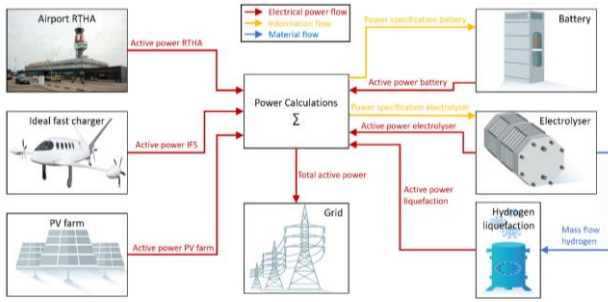 Airport RTHA
Electrical power flow
Information flow
Material flow
Power specification battery
Battery
Active power RTHA
Active power battery
Ideal fast charger
Power Calculations
Σ
Power specification electrolyser
Active power electrolyser
Electrolyser
Active power IFS
Total active power
Active power
liquefaction
Hydrogen
liquefaction
PV farm
Active power PV farm
Grid
Mass flow
hydrogen